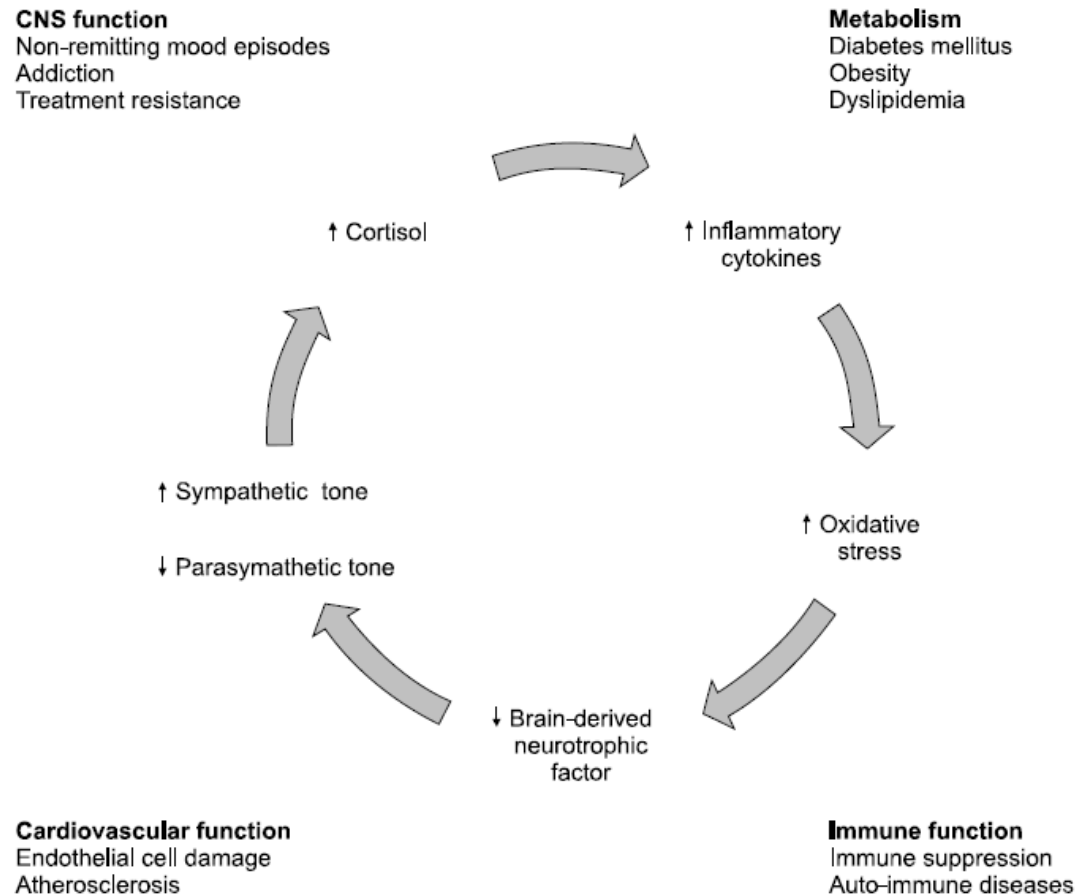 CNS function
Non-remitting mood episodes
Addiction
Treatment resistance
Metabolism
Diabetes mellitus
Obesity
Dyslipidemia
↑ Cortisol
↑ Inflammatory
cytokines
↑ Sympathetic tone
↓ Parasymathetic tone
↑ Oxidative
stress
↓ Brain-derived
neurotrophic
factor
Cardiovascular function
Endothelial cell damage
Atherosclerosis
Immune function
Immune suppression
Auto-immune diseases